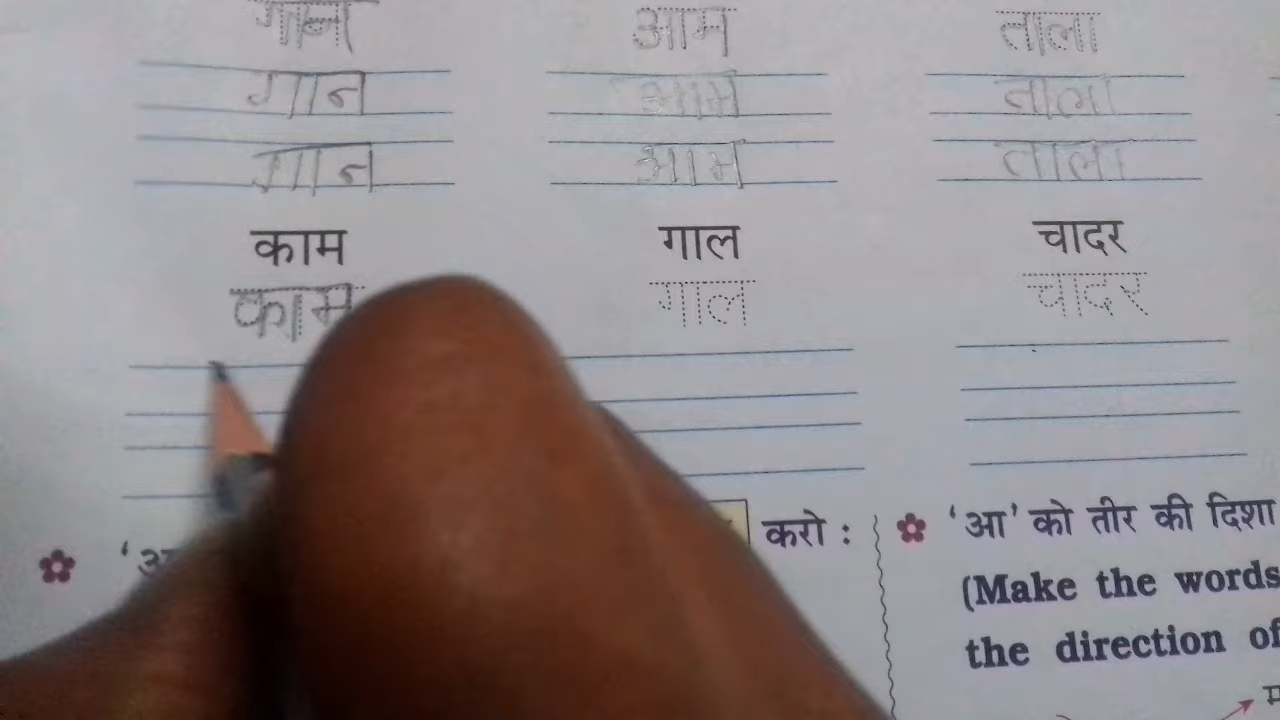 गान आम ताला
गान आम ताला
गान आम ताला
काम गाल चादर
काम गाल चादर
करो :
'आ' को तीर की दिशा
(Make the words
the direction of